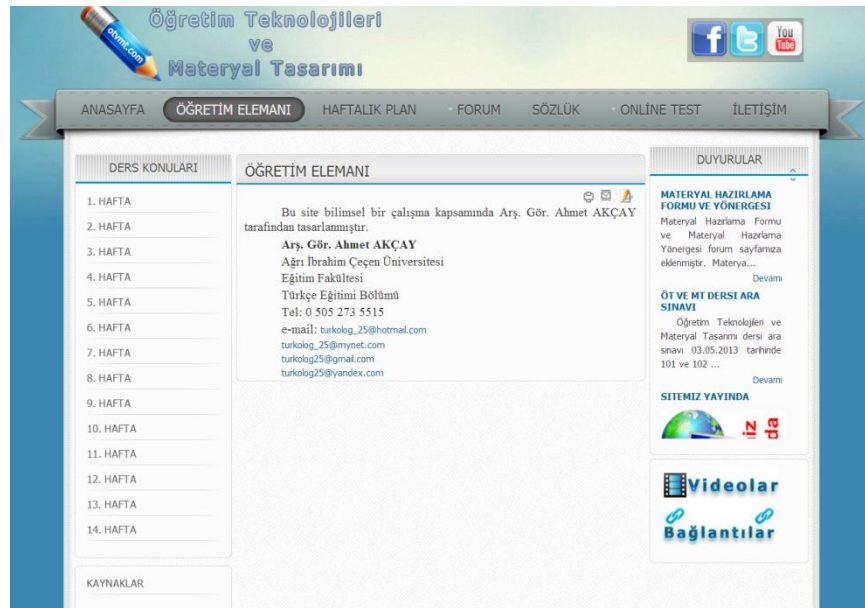 Öğretim Teknolojileri
ve
Materyal Tasarımı
otvmt.com
You
Tube
ANASAYFA
ÖĞRETİM ELEMANI
HAFTALIK PLAN
FORUM
SÖZLÜK
ONLİNE TEST
İLETİŞİM
DERS KONULARI
1. HAFTA
2. HAFTA
3. HAFTA
4. HAFTA
5. HAFTA
6. HAFTA
7. HAFTA
8. HAFTA
9. HAFTA
10. HAFTA
11. HAFTA
12. HAFTA
13. HAFTA
14. HAFTA
KAYNAKLAR
ÖĞRETİM ELEMANI
Bu site bilimsel bir çalışma kapsamında Arş. Gör. Ahmet AKÇAY
tarafından tasarlanmıştır.
Arş. Gör. Ahmet AKÇAY
Ağrı İbrahim Çeçen Üniversitesi
Eğitim Fakültesi
Türkçe Eğitimi Bölümü
Tel: 0 505 273 5515
e-mail: turkolog_25@hotmail.com
turkolog_25@mynet.com
turkolog25@gmail.com
turkolog25@yandex.com
DUYURULAR
MATERYAL HAZIRLAMA
FORMU VE YÖNERGESI
Materyal Hazırlama Formu
ve Materyal Hazırlama
Yönergesi forum sayfamıza
eklenmiştir. Materya...
Devamı
ÖT VE MT DERSI ARA
SINAVI
Öğretim Teknolojileri ve
Materyal Tasarımı dersi ara
sınavı 03.05.2013 tarihinde
101 ve 102 ...
Devamı
SITEMIZ YAYINDA
iz
da
Videolar
Bağlantılar